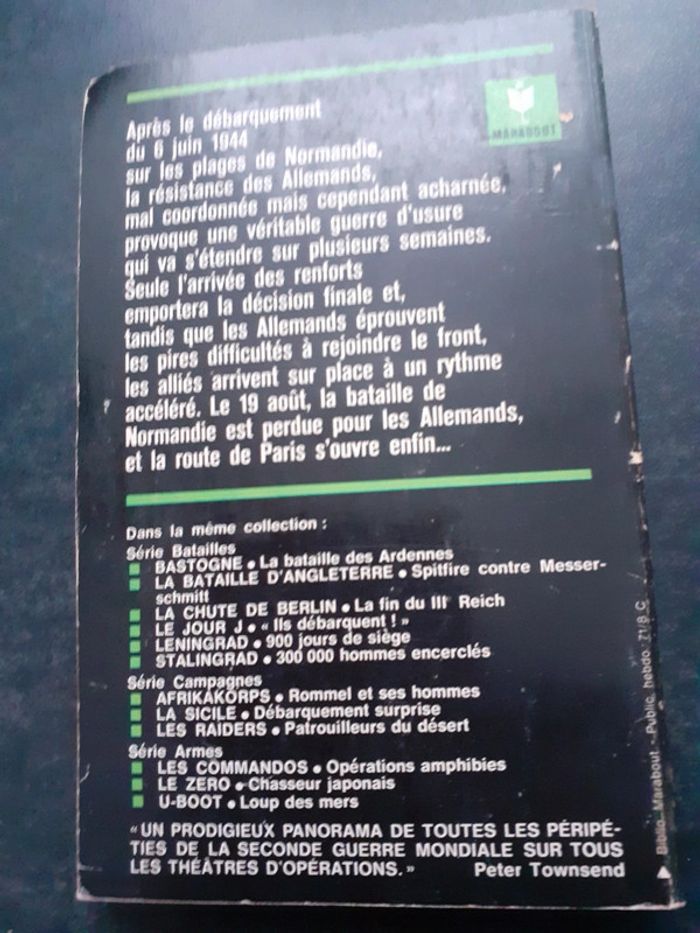 MARABOUT
Après le débarquement
du 6 juin 1944
sur les plages de Normandie,
la résistance des Allemands,
mal coordonnée mais cependant acharnée,
provoque une véritable guerre d'usure
qui va s'étendre sur plusieurs semaines.
Seule l'arrivée des renforts
emportera la décision finale et,
tandis que les Allemands éprouvent
les pires difficultés à rejoindre le front,
les alliés arrivent sur place à un rythme
accéléré. Le 19 août, la bataille de
Normandie est perdue pour les Allemands,
et la route de Paris s'ouvre enfin...
Dans la même collection :
Série Batailles
BASTOGNE • La bataille des Ardennes
LA BATAILLE D'ANGLETERRE • Spitfire contre Messer-
schmitt
LA CHUTE DE BERLIN • La fin du IIIe Reich
LE JOUR J • « Ils débarquent ! »
LENINGRAD • 900 jours de siège
STALINGRAD • 300 000 hommes encerclés
Série Campagnes
AFRIKAKORPS • Rommel et ses hommes
LA SICILE • Débarquement surprise
LES RAIDERS • Patrouilleurs du désert
Série Armes
LES COMMANDOS • Opérations amphibies
LE ZERO • Chasseur japonais
U-BOOT • Loup des mers
« UN PRODIGIEUX PANORAMA DE TOUTES LES PÉRIPÉ-
TIES DE LA SECONDE GUERRE MONDIALE SUR TOUS
LES THÉATRES D'OPÉRATIONS. » Peter Townsend
Biblio. Marabout - Public. hebdo : 71/8 C